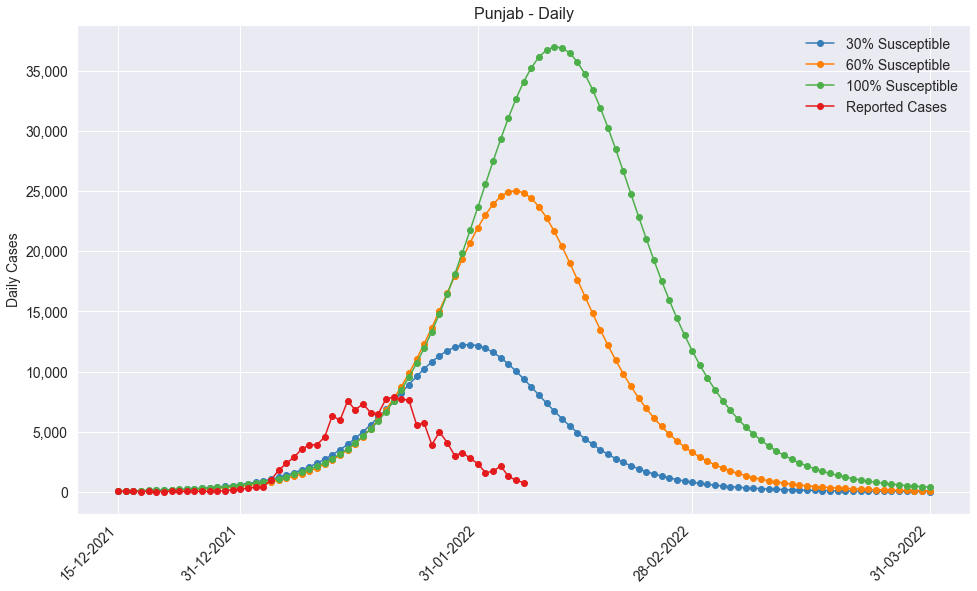 Punjab - Daily
30% Susceptible
60% Susceptible
100% Susceptible
Reported Cases
Daily Cases
35,000
30,000
25,000
20,000
15,000
10,000
5,000
0
15-12-2021
31-12-2021
31-01-2022
28-02-2022
31-03-2022